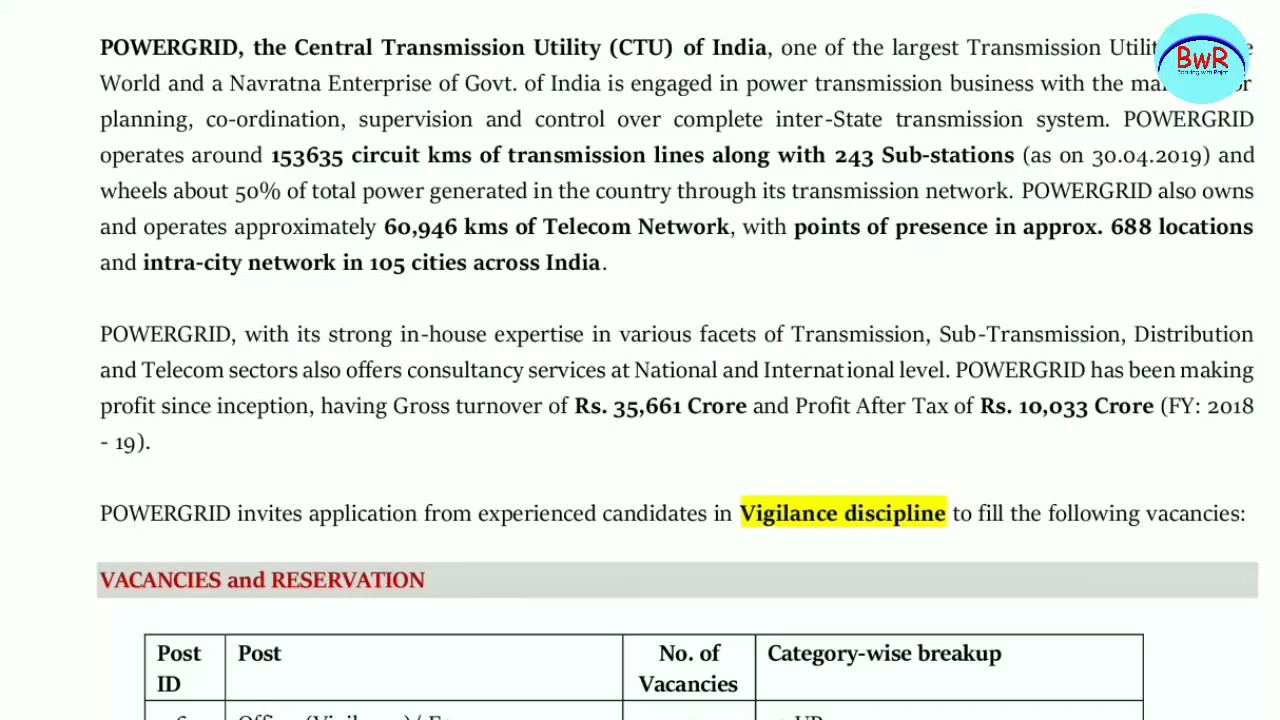 POWERGRID, the Central Transmission Utility (CTU) of India, one of the largest Transmission
World and a Navratna Enterprise of Govt. of India is engaged in power transmission business with the
planning, co-ordination, supervision and control over complete inter-State transmission system. POWERGRID
operates around 153635 circuit kms of transmission lines along with 243 Sub-stations (as on 30.04.2019) and
wheels about 50% of total power generated in the country through its transmission network. POWERGRID also owns
and operates approximately 60,946 kms of Telecom Network, with points of presence in approx. 688 locations
and intra-city network in 105 cities across India.
POWERGRID, with its strong in-house expertise in various facets of Transmission, Sub-Transmission, Distribution
and Telecom sectors also offers consultancy services at National and International level. POWERGRID has been making
profit since inception, having Gross turnover of Rs. 35,661 Crore and Profit After Tax of Rs. 10,033 Crore (FY: 2018
- 19).
POWERGRID invites application from experienced candidates in Vigilance discipline to fill the following vacancies:
VACANCIES and RESERVATION
Post ID
Post
No. of Vacancies
Category-wise breakup
BwR